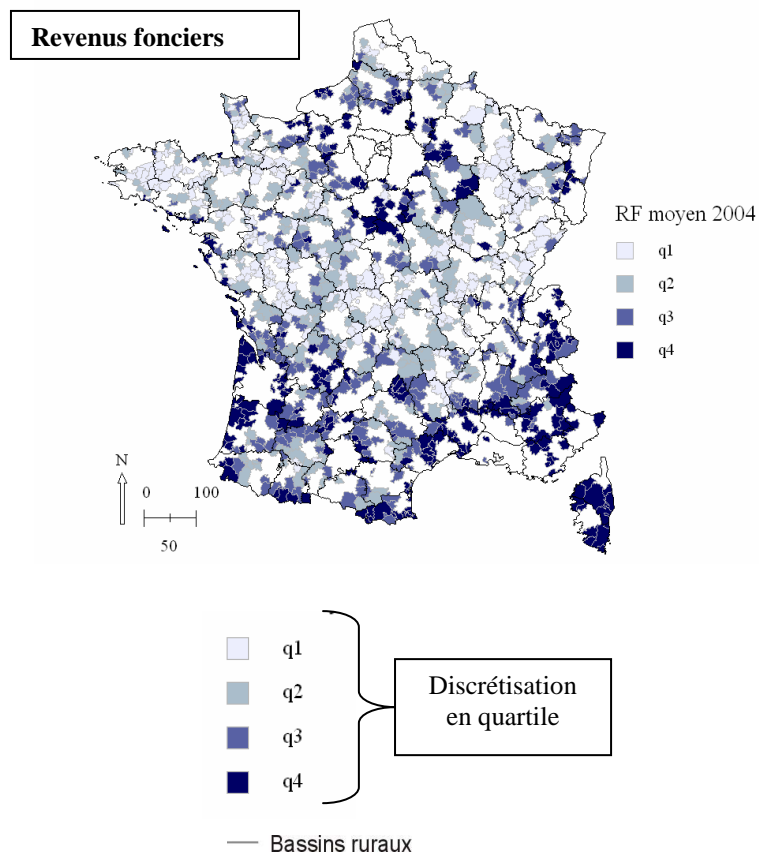 Revenus fonciers
RF moyen 2004
q1
q2
q3
q4
N
0 100
50
q1
q2
q3
q4
Discrétisation
en quartile
Bassins ruraux